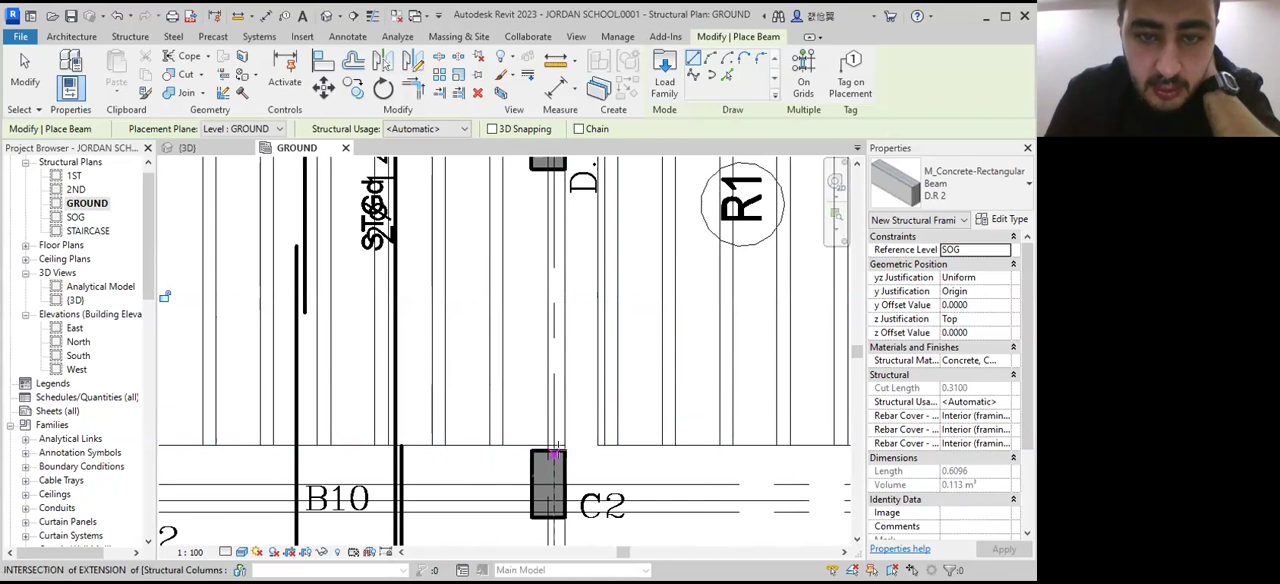 Autodesk Revit 2023 - JORDAN SCHOOL.0001 - Structural Plan: GROUND
File Architecture Structure Steel Precast Systems Insert Annotate Analyze Massing & Site Collaborate View Manage Add-Ins Modify | Place Beam
Cope
Cut
Join
Modify Paste Activate Load Family On Grids Tag on Placement
Select Properties Clipboard Geometry Controls Modify View Measure Create Mode Draw Multiple Tag
Modify | Place Beam Placement Plane: Level : GROUND Structural Usage: <Automatic> 3D Snapping Chain
Project Browser - JORDAN SCH...
Structural Plans
1ST
2ND
GROUND
SOG
STAIRCASE
Floor Plans
Ceiling Plans
3D Views
Analytical Model
{3D}
Elevations (Building Eleva
East
North
South
West
Legends
Schedules/Quantities (all)
Sheets (all)
Families
Analytical Links
Annotation Symbols
Boundary Conditions
Cable Trays
Ceilings
Conduits
Curtain Panels
Curtain Systems
{3D} GROUND
D.
R1
B10
C2
2
Properties
M_Concrete-Rectangular
Beam
D.R 2
New Structural Frami Edit Type
Constraints
Reference Level SOG
Geometric Position
yz Justification Uniform
y Justification Origin
y Offset Value 0.0000
z Justification Top
z Offset Value 0.0000
Materials and Finishes
Structural Mat... Concrete, C...
Structural
Cut Length 0.3100
Structural Usa... <Automatic>
Rebar Cover - ... Interior (framin...
Rebar Cover - ... Interior (framin...
Rebar Cover - ... Interior (framin...
Dimensions
Length 0.6096
Volume 0.113 m³
Identity Data
Image
Comments
Properties help Apply
1 : 100
INTERSECTION OF EXTENSION OF [Structural Columns : :0 Main Model :0